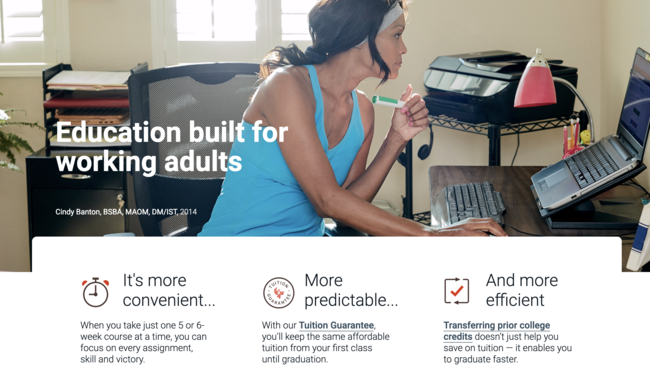 Education built for
working adults
Cindy Banton, BSBA, MAOM, DM/IST, 2014
It's more
convenient...
When you take just one 5 or 6-
week course at a time, you can
focus on every assignment,
skill and victory.
TUITION
GUARANTEE
More
predictable...
With our Tuition Guarantee,
you'll keep the same affordable
tuition from your first class
until graduation.
And more
efficient
Transferring prior college
credits doesn't just help you
save on tuition — it enables you
to graduate faster.